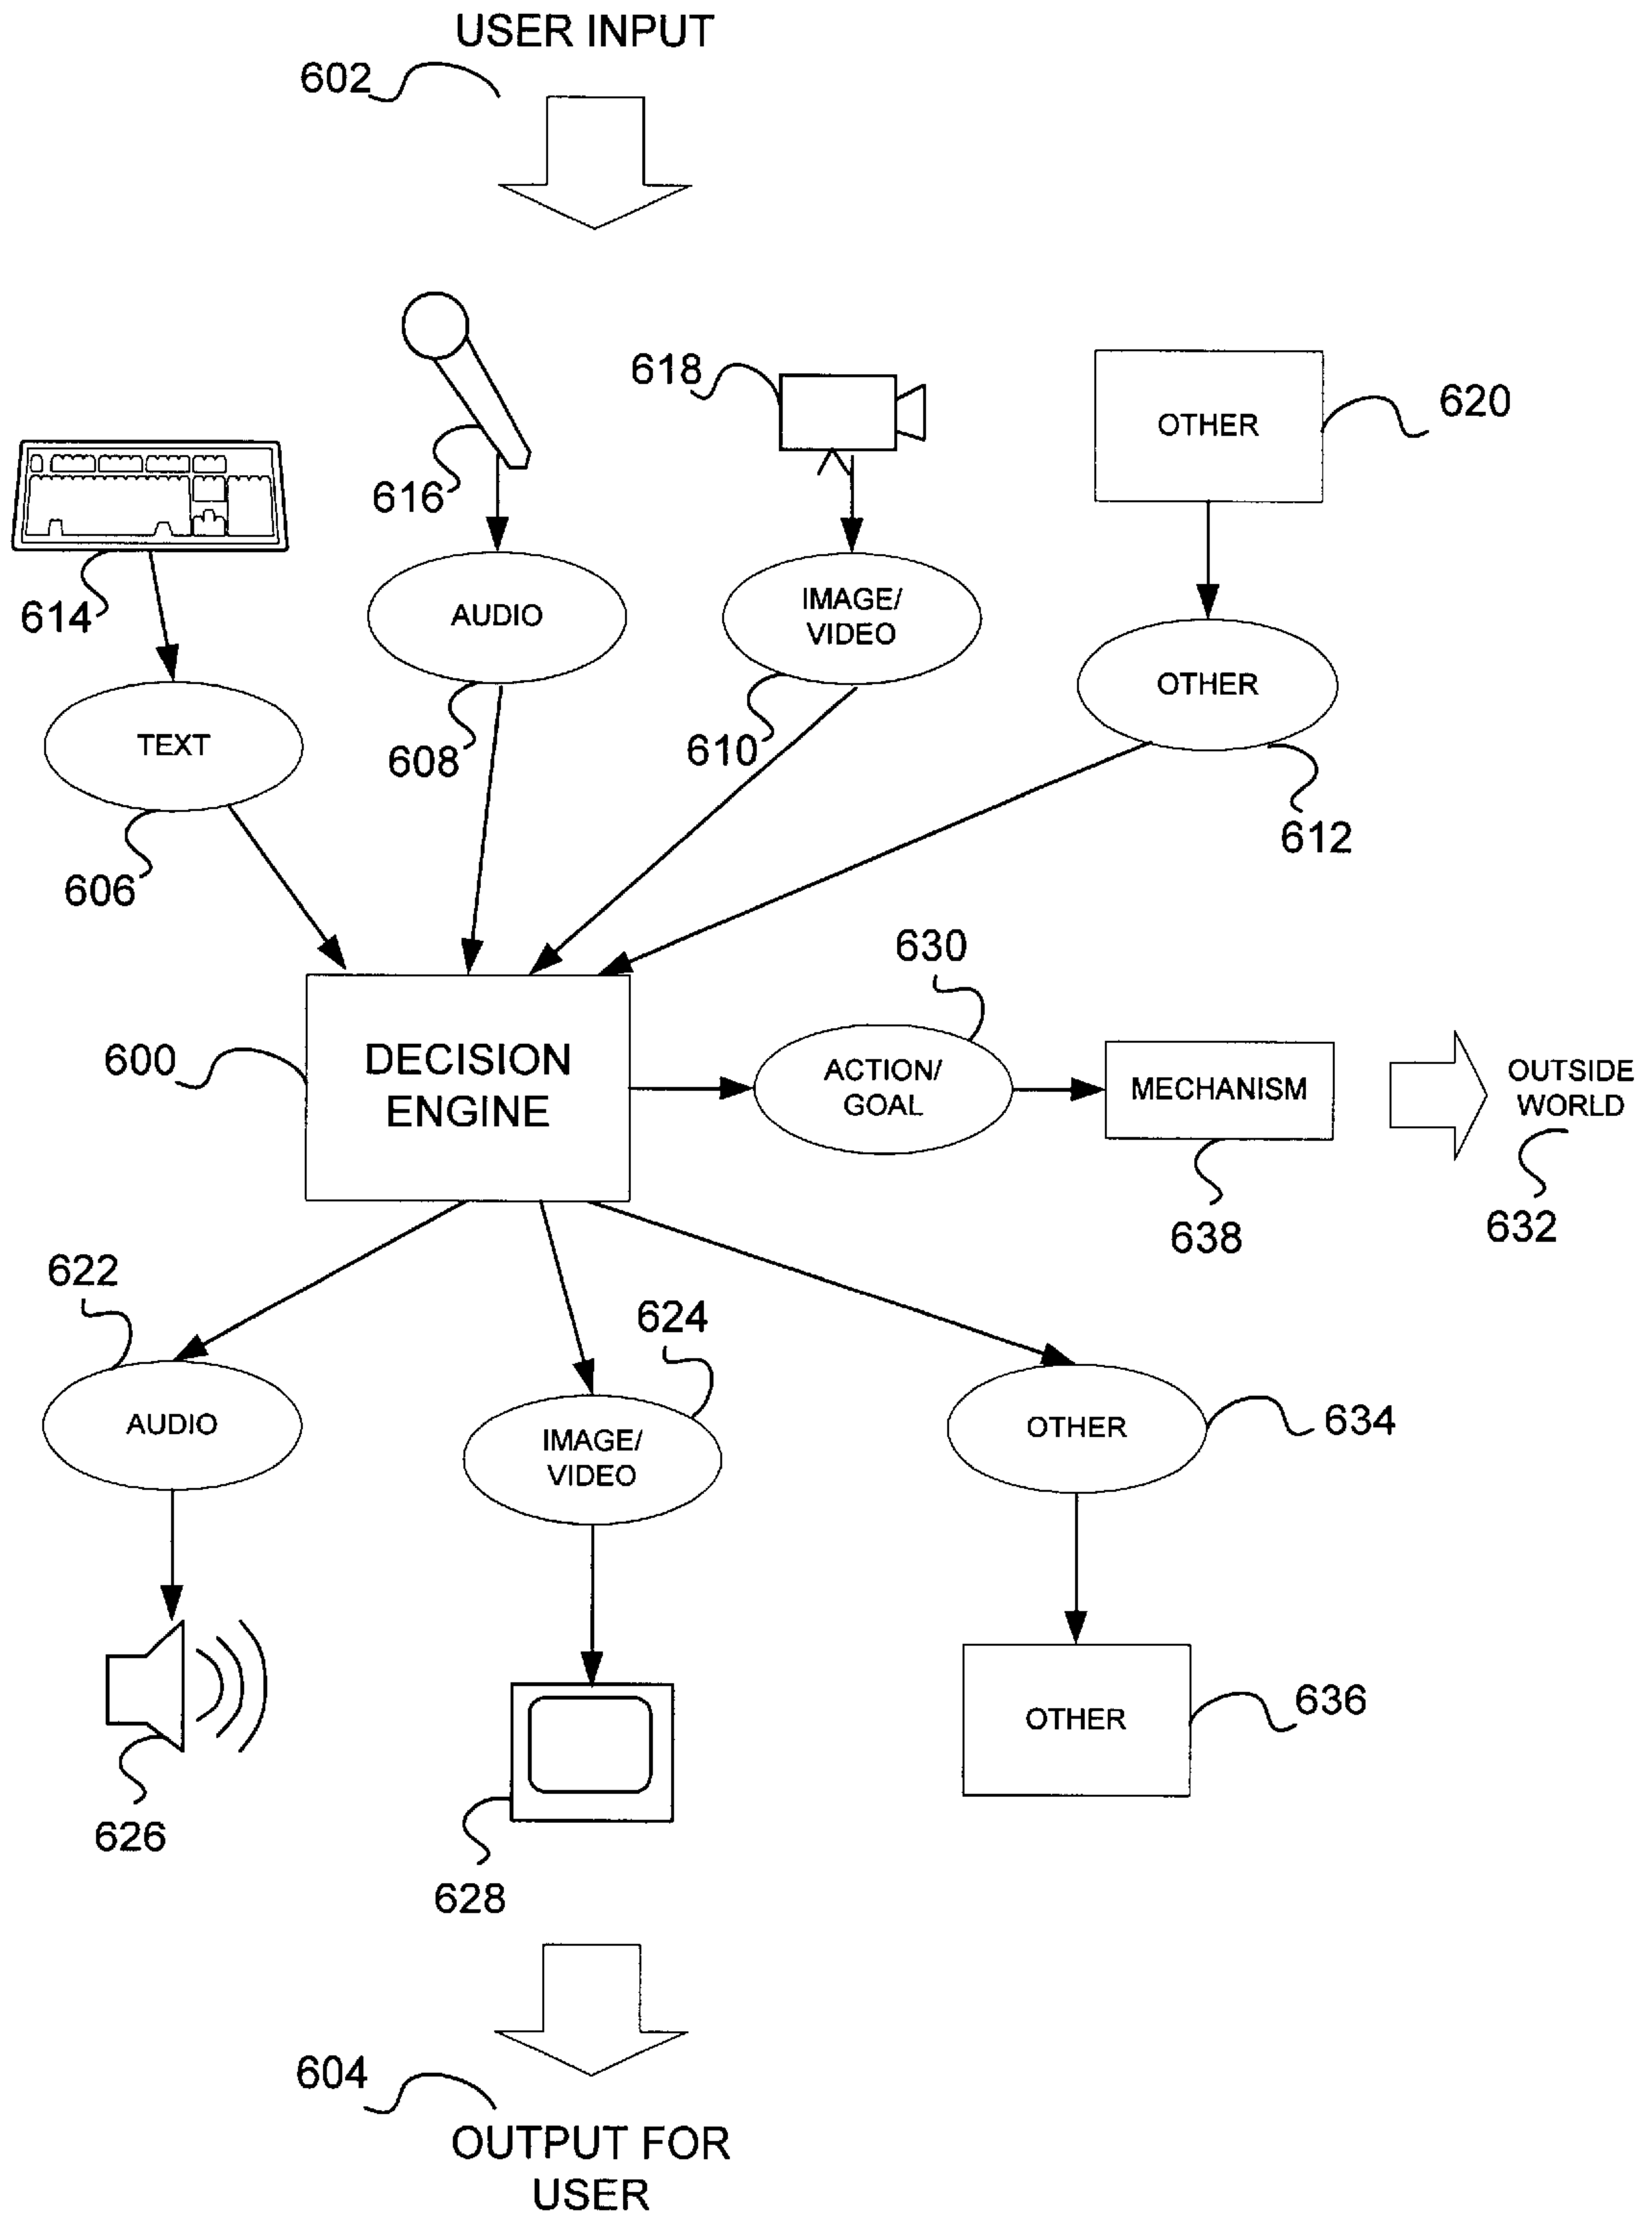 USER INPUT
602
618
620
OTHER
616
614
AUDIO
IMAGE/
VIDEO
OTHER
TEXT
608
610
612
606
630
600
DECISION
ENGINE
ACTION/
GOAL
MECHANISM
OUTSIDE
WORLD
638
632
622
624
AUDIO
IMAGE/
VIDEO
OTHER
634
OTHER
636
626
628
604
OUTPUT FOR
USER